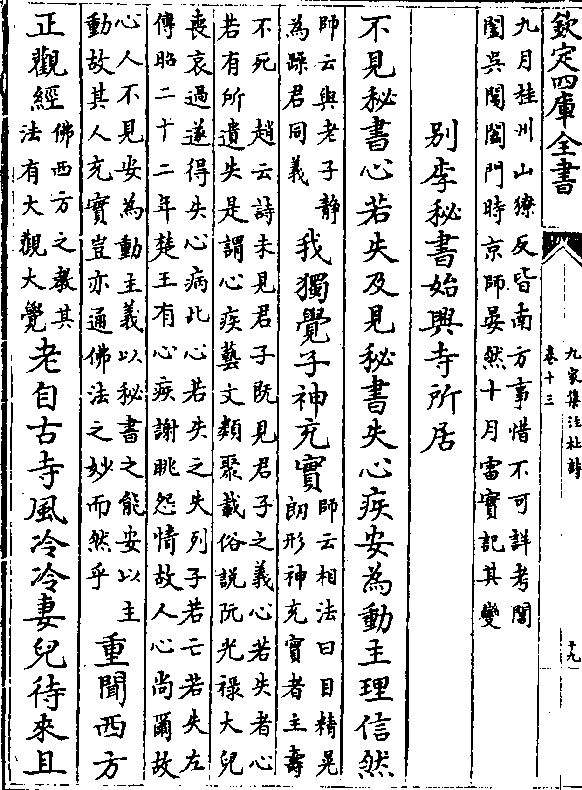 欽定四庫全書
九家集注杜詩
卷十三
十九
九月桂州山獠反皆南方事惜不可詳考閶
闔吳閶闔門時京師晏然十月雷實記其變
別李秘書始興寺所居
不見秘書心若失及見秘書失心疾安為動主理信然
師云與老子靜
為躁君同義
我獨覺子神充實
師云相法曰目精晃
朗形神充實者主壽
不死 趙云詩未見君子既見君子之義心若失者心
若有所遺失是謂心疾藝文類聚載俗說阮光禄大兒
喪哀過遂得失心病此心若失之失列子若亡若失左
傳昭二十二年楚王有心疾謝眺怨情故人心尚爾故
心人不見安為動主義以秘書之能安以主
動故其人充實豈亦通佛法之妙而然乎
重聞西方
正觀經
佛西方之教其
法有大觀大覺
老自古寺風冷冷妻兒待來且